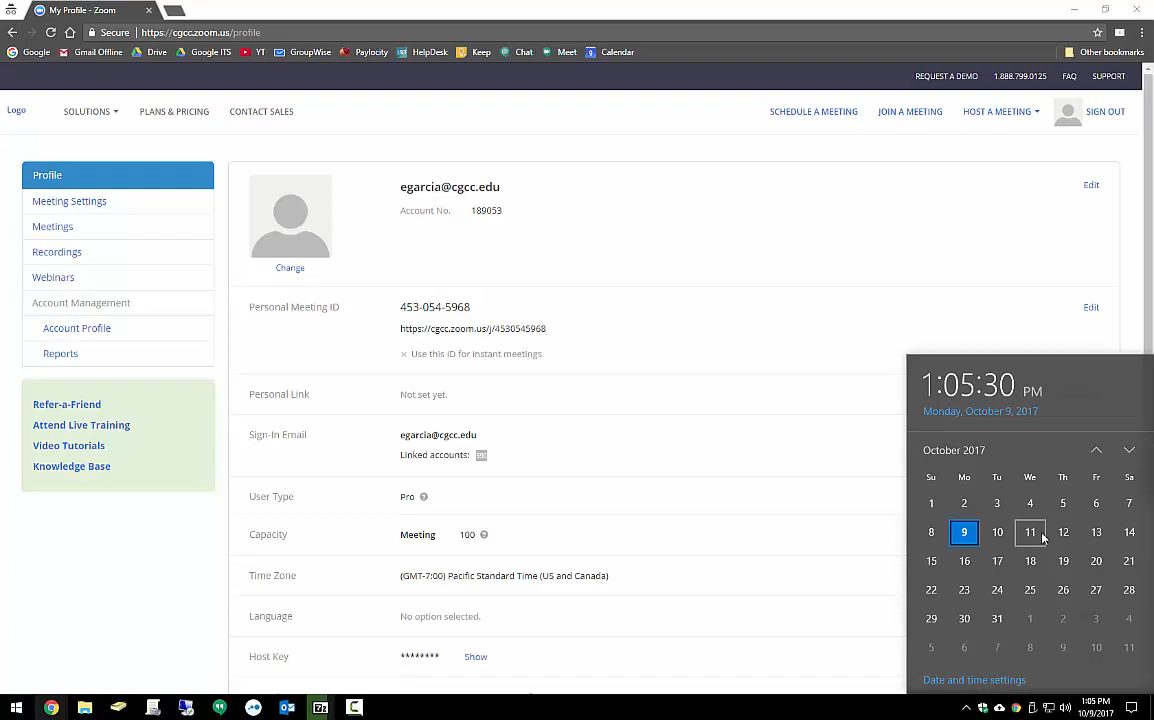 My Profile - Zoom
Secure https://cgcc.zoom.us/profile
Google Gmail Offline Drive Google ITS YT GroupWise Paylocity HelpDesk Keep Chat Meet Calendar Other bookmarks
REQUEST A DEMO 1.888.799.0125 FAQ SUPPORT
Logo SOLUTIONS PLANS & PRICING CONTACT SALES SCHEDULE A MEETING JOIN A MEETING HOST A MEETING SIGN OUT
Profile
Meeting Settings
Meetings
Recordings
Webinars
Account Management
Account Profile
Reports
Refer-a-Friend
Attend Live Training
Video Tutorials
Knowledge Base
egarcia@cgcc.edu Edit
Account No. 189053
Change
Personal Meeting ID 453-054-5968 Edit
https://cgcc.zoom.us/j/4530545968
× Use this ID for instant meetings
Personal Link Not set yet.
Sign-In Email egarcia@cgcc.edu
Linked accounts:
User Type Pro
Capacity Meeting 100
Time Zone (GMT-7:00) Pacific Standard Time (US and Canada)
Language No option selected.
Host Key ******** Show
1:05:30 PM
Monday, October 9, 2017
October 2017
Su Mo Tu We Th Fr Sa
1 2 3 4 5 6 7
8 9 10 11 12 13 14
15 16 17 18 19 20 21
22 23 24 25 26 27 28
29 30 31 1 2 3 4
5 6 7 8 9 10 11
Date and time settings
1:05 PM
10/9/2017